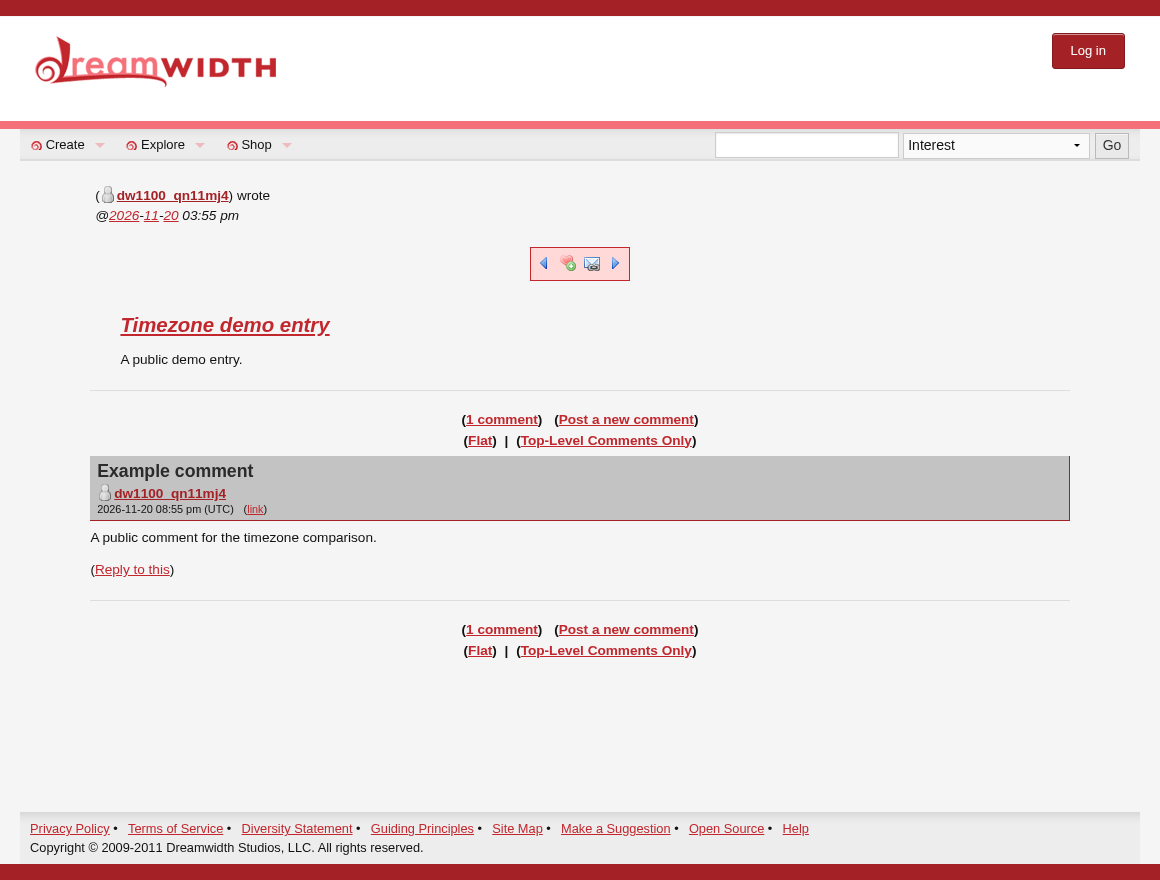 dreamWIDTH
Log in
Create Explore Shop Interest Go
(dw1100_qn11mj4) wrote
@2026-11-20 03:55 pm
Timezone demo entry
A public demo entry.
(1 comment) (Post a new comment)
(Flat) | (Top-Level Comments Only)
Example comment
dw1100_qn11mj4
2026-11-20 08:55 pm (UTC) (link)
A public comment for the timezone comparison.
(Reply to this)
(1 comment) (Post a new comment)
(Flat) | (Top-Level Comments Only)
Privacy Policy • Terms of Service • Diversity Statement • Guiding Principles • Site Map • Make a Suggestion • Open Source • Help
Copyright © 2009-2011 Dreamwidth Studios, LLC. All rights reserved.